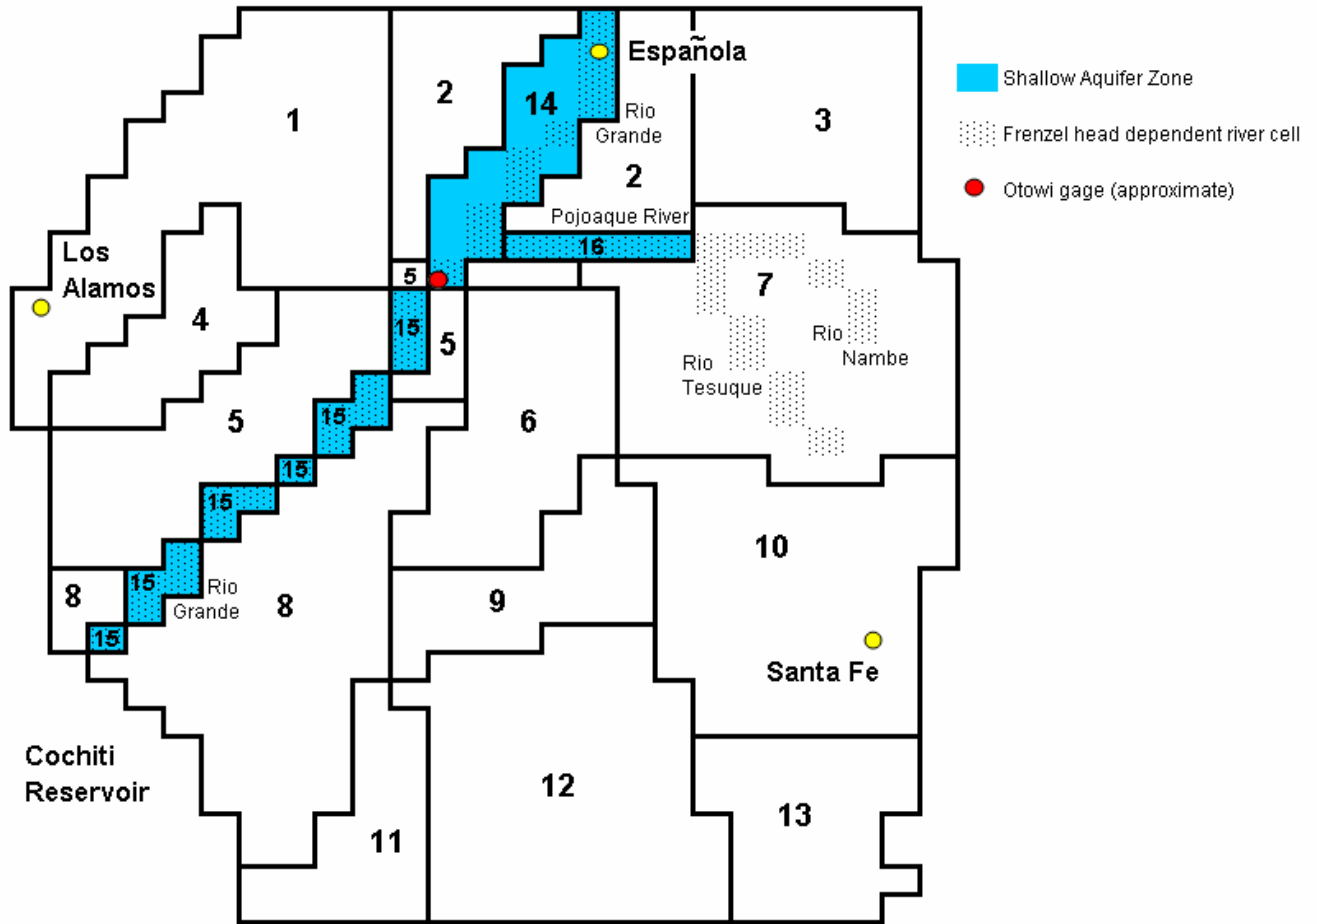 Española
Shallow Aquifer Zone
2
14
1
Rio
Grande
3
Frenzel head dependent river cell
2
Otowi gage (approximate)
Pojoaque River
16
Los
Alamos
5
7
4
15
5
Rio
Nambe
Rio
Tesuque
5
15
6
15
15
10
15
8
Rio
Grande
8
9
15
Santa Fe
Cochiti
Reservoir
12
13
11